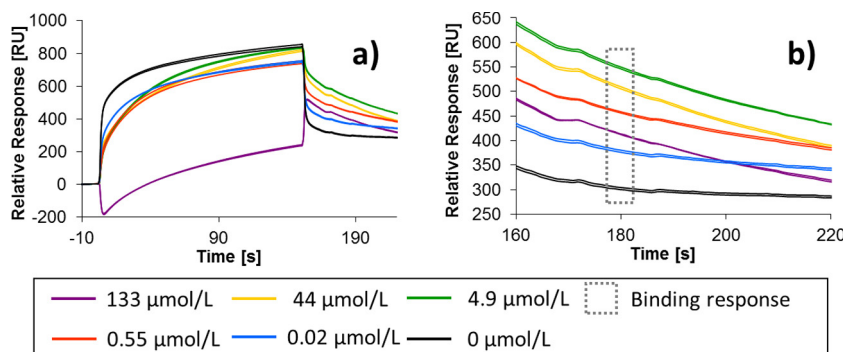 a)
Relative Response [RU]
1000
800
600
400
200
0
-200
-10
90
190
Time [s]
b)
Relative Response [RU]
650
600
550
500
450
400
350
300
250
160
180
200
220
Time [s]
133 µmol/L
44 µmol/L
4.9 µmol/L
Binding response
0.55 µmol/L
0.02 µmol/L
0 µmol/L